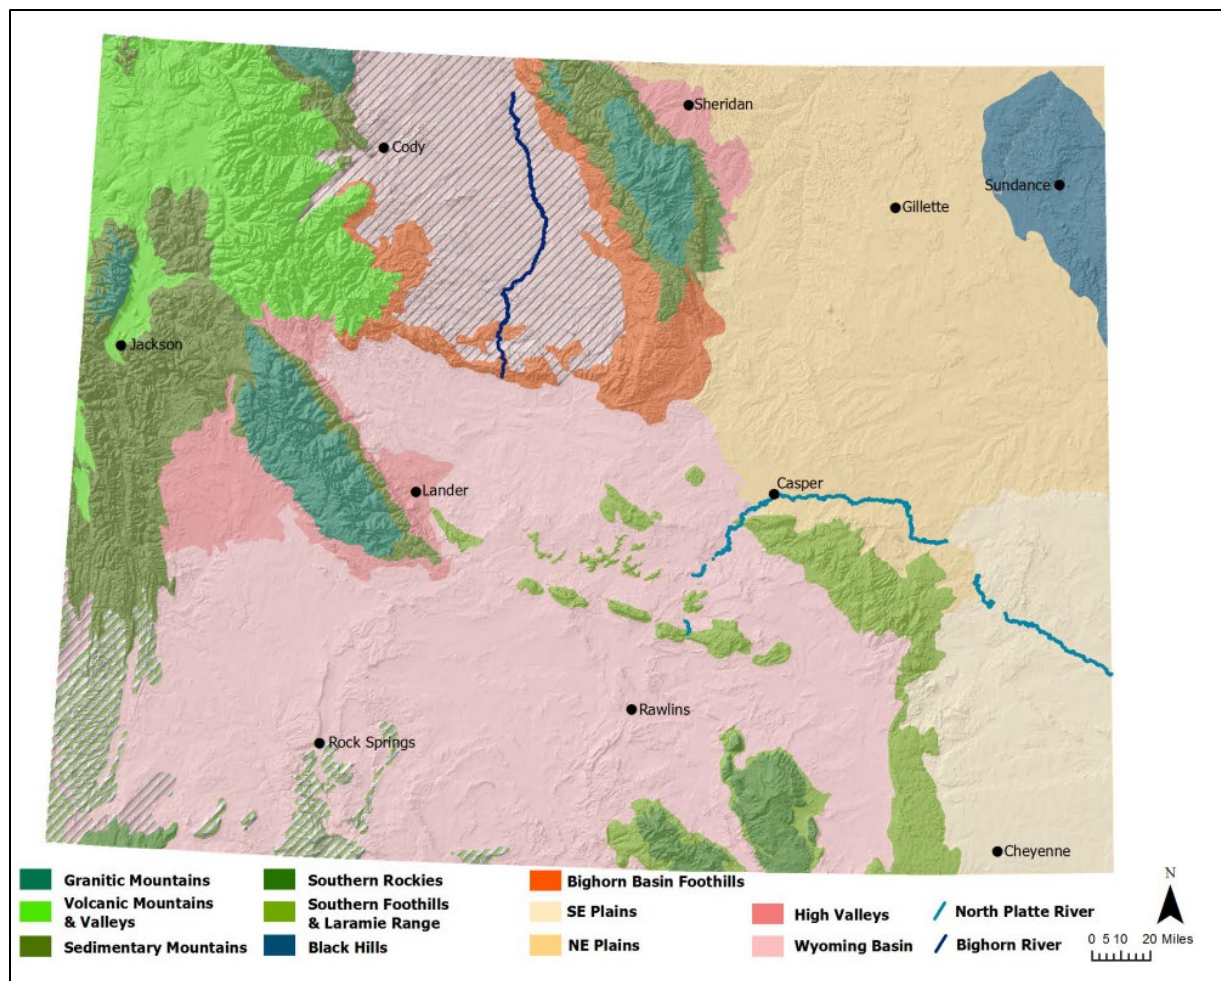 Sheridan
Cody
Sundance
Gillette
Jackson
Lander
Casper
Rawlins
Rock Springs
Cheyenne
Granitic Mountains
Volcanic Mountains
& Valleys
Sedimentary Mountains
Southern Rockies
Southern Foothills
& Laramie Range
Black Hills
Bighorn Basin Foothills
SE Plains
NE Plains
High Valleys
Wyoming Basin
North Platte River
Bighorn River
N
0 5 10 20 Miles